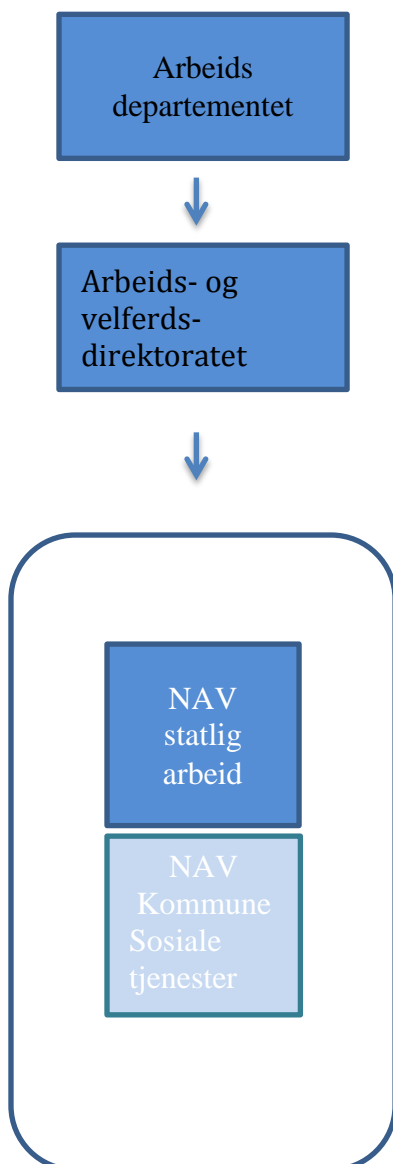 Arbeids
departementet
Arbeids- og
velferds-
direktoratet
NAV
statlig
arbeid
NAV
Kommune
Sosiale
tjenester